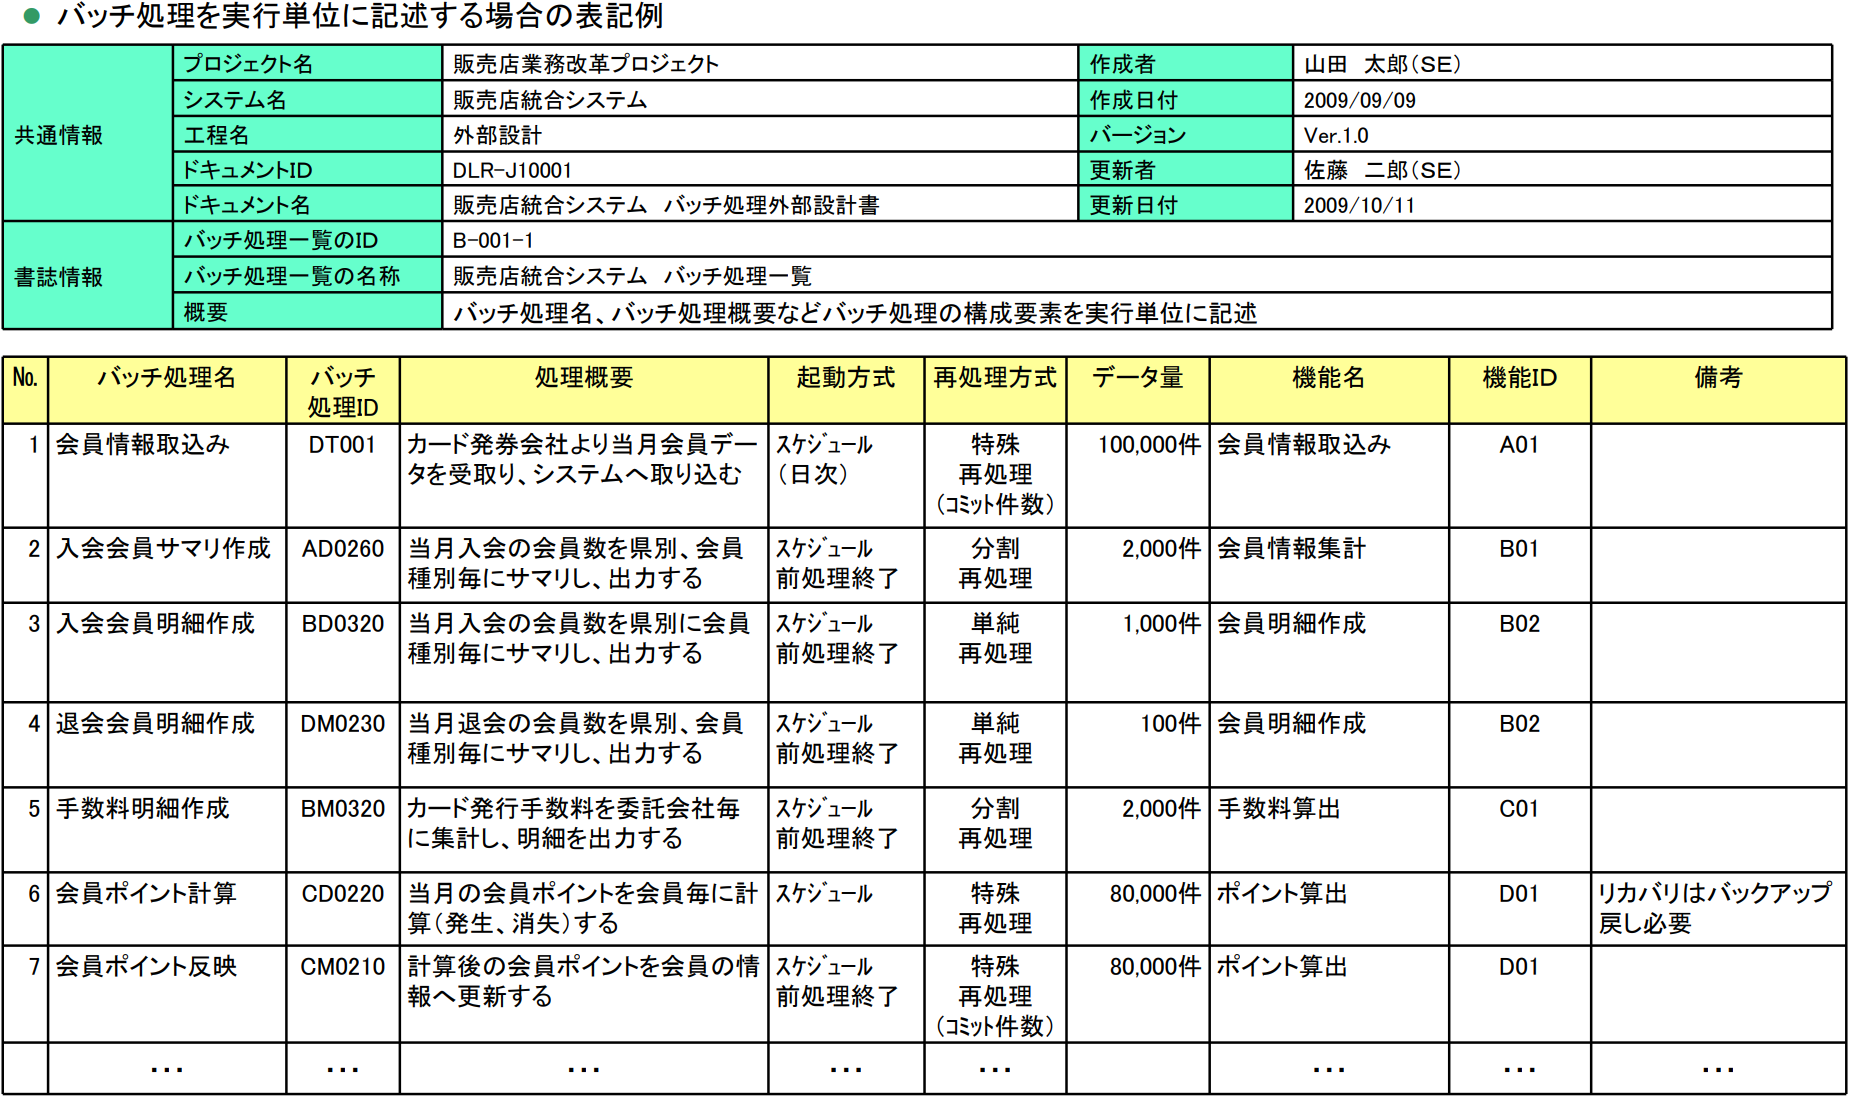 ● バッチ処理を実行単位に記述する場合の表記例
共通情報
プロジェクト名 販売店業務改革プロジェクト 作成者 山田　太郎（SE）
システム名 販売店統合システム 作成日付 2009/09/09
工程名 外部設計 バージョン Ver.1.0
ドキュメントID DLR-J10001 更新者 佐藤　二郎（SE）
ドキュメント名 販売店統合システム　バッチ処理外部設計書 更新日付 2009/10/11
書誌情報
バッチ処理一覧のID B-001-1
バッチ処理一覧の名称 販売店統合システム　バッチ処理一覧
概要 バッチ処理名、バッチ処理概要などバッチ処理の構成要素を実行単位に記述
No. バッチ処理名 バッチ 処理概要 起動方式 再処理方式 データ量 機能名 機能ID 備考
処理ID
1 会員情報取込み DT001 カード発券会社より当月会員デー ｽｹｼﾞｭｰﾙ 特殊 100,000件 会員情報取込み A01
タを受取り、システムへ取り込む （日次） 再処理
（ｺﾐｯﾄ件数）
2 入会会員サマリ作成 AD0260 当月入会の会員数を県別、会員 ｽｹｼﾞｭｰﾙ 分割 2,000件 会員情報集計 B01
種別毎にサマリし、出力する 前処理終了 再処理
3 入会会員明細作成 BD0320 当月入会の会員数を県別に会員 ｽｹｼﾞｭｰﾙ 単純 1,000件 会員明細作成 B02
種別毎にサマリし、出力する 前処理終了 再処理
4 退会会員明細作成 DM0230 当月退会の会員数を県別、会員 ｽｹｼﾞｭｰﾙ 単純 100件 会員明細作成 B02
種別毎にサマリし、出力する 前処理終了 再処理
5 手数料明細作成 BM0320 カード発行手数料を委託会社毎 ｽｹｼﾞｭｰﾙ 分割 2,000件 手数料算出 C01
に集計し、明細を出力する 前処理終了 再処理
6 会員ポイント計算 CD0220 当月の会員ポイントを会員毎に計 ｽｹｼﾞｭｰﾙ 特殊 80,000件 ポイント算出 D01 リカバリはバックアップ
算（発生、消失）する 再処理 戻し必要
7 会員ポイント反映 CM0210 計算後の会員ポイントを会員の情 ｽｹｼﾞｭｰﾙ 特殊 80,000件 ポイント算出 D01
報へ更新する 前処理終了 再処理
（ｺﾐｯﾄ件数）
… … … … … … … …